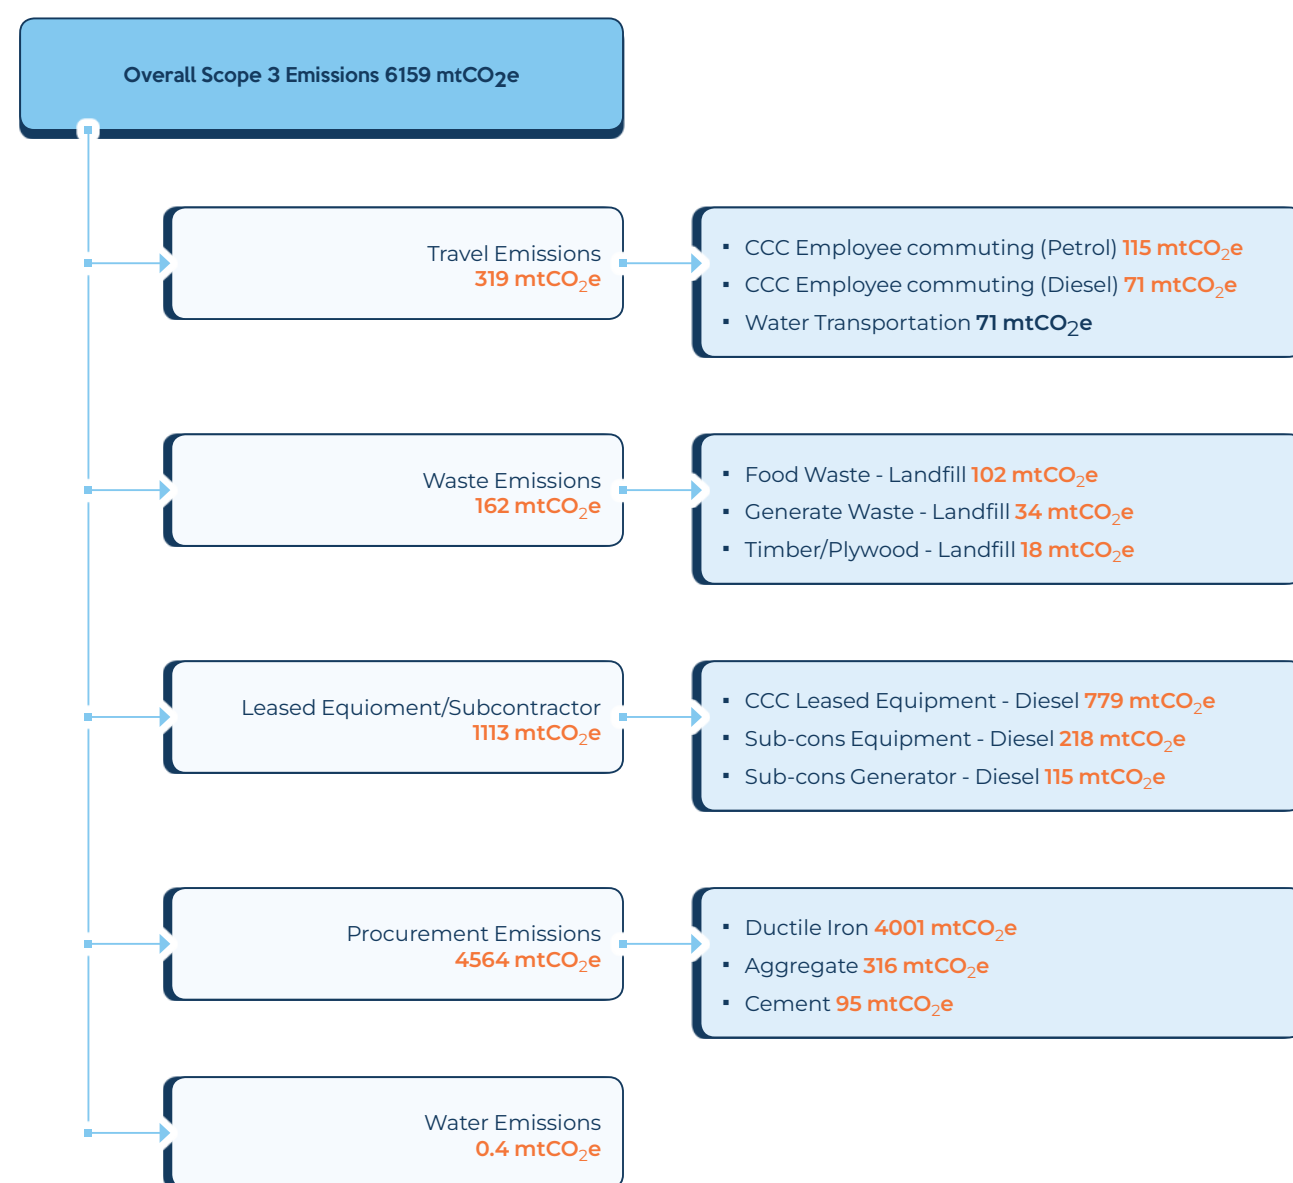 Overall Scope 3 Emissions 6159 mtCO₂e
Travel Emissions
319 mtCO₂e
▪ CCC Employee commuting (Petrol) 115 mtCO₂e
▪ CCC Employee commuting (Diesel) 71 mtCO₂e
▪ Water Transportation 71 mtCO₂e
Waste Emissions
162 mtCO₂e
▪ Food Waste - Landfill 102 mtCO₂e
▪ Generate Waste - Landfill 34 mtCO₂e
▪ Timber/Plywood - Landfill 18 mtCO₂e
Leased Equioment/Subcontractor
1113 mtCO₂e
▪ CCC Leased Equipment - Diesel 779 mtCO₂e
▪ Sub-cons Equipment - Diesel 218 mtCO₂e
▪ Sub-cons Generator - Diesel 115 mtCO₂e
Procurement Emissions
4564 mtCO₂e
▪ Ductile Iron 4001 mtCO₂e
▪ Aggregate 316 mtCO₂e
▪ Cement 95 mtCO₂e
Water Emissions
0.4 mtCO₂e